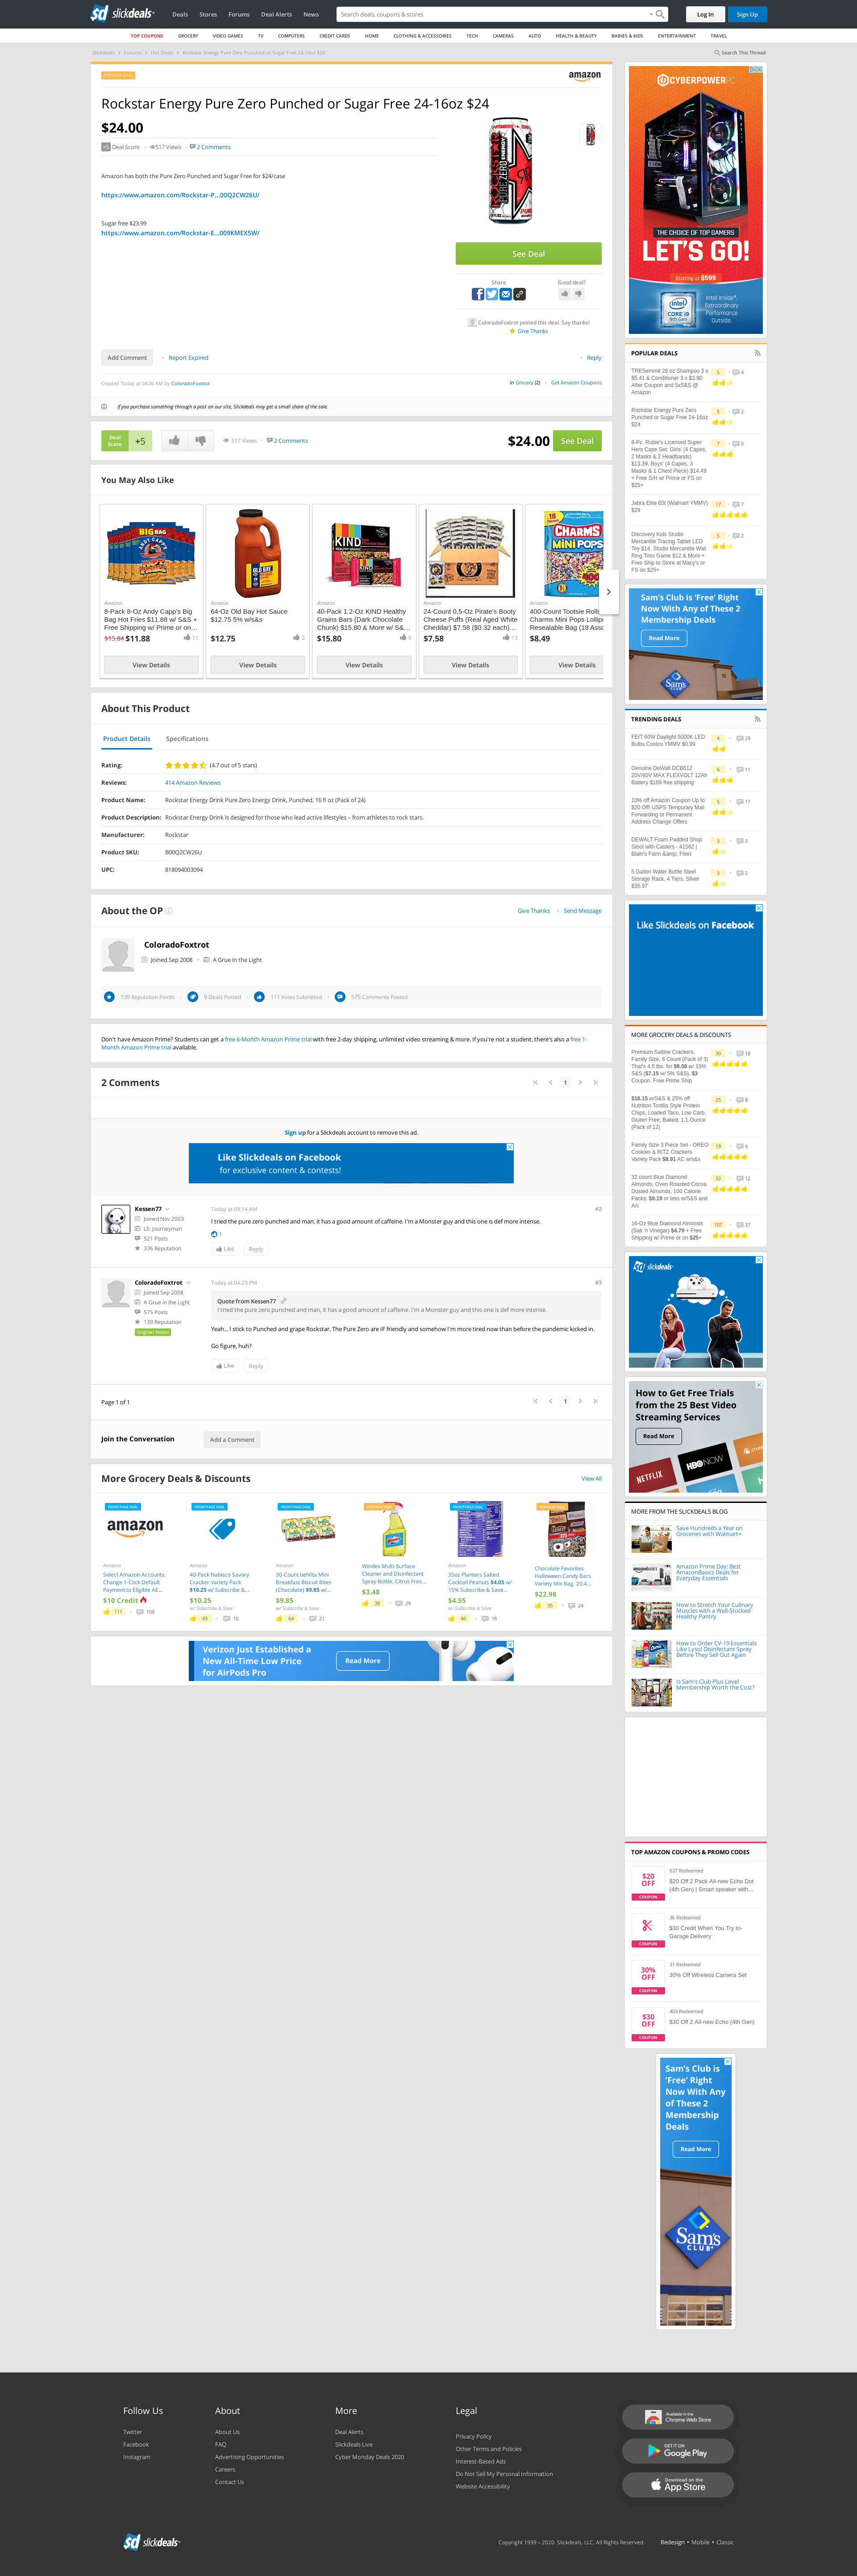 slickdeals
Deals
Stores
Forums
Deal Alerts
News
Search deals, coupons & stores
Log In
Sign Up
TOP COUPONS
GROCERY
VIDEO GAMES
TV
COMPUTERS
CREDIT CARDS
HOME
CLOTHING & ACCESSORIES
TECH
CAMERAS
AUTO
HEALTH & BEAUTY
BABIES & KIDS
ENTERTAINMENT
TRAVEL
Slickdeals
Forums
Hot Deals
Rockstar Energy Pure Zero Punched or Sugar Free 24-16oz $24
Search This Thread
POPULAR DEAL
amazon
Rockstar Energy Pure Zero Punched or Sugar Free 24-16oz $24
$24.00
+5 Deal Score
517 Views
2 Comments
Amazon has both the Pure Zero Punched and Sugar Free for $24/case
https://www.amazon.com/Rockstar-P...00Q2CW26U/
Sugar free $23.99
https://www.amazon.com/Rockstar-E...009KMEX5W/
See Deal
Share
Good deal?
ColoradoFoxtrot posted this deal. Say thanks!
Give Thanks
Add Comment
Report Expired
Reply
Created Today at 04:36 AM by ColoradoFoxtrot
in Grocery (2)
Get Amazon Coupons
If you purchase something through a post on our site, Slickdeals may get a small share of the sale.
Deal Score
+5
517 Views
2 Comments
$24.00
See Deal
You May Also Like
Amazon
8-Pack 8-Oz Andy Capp's Big Bag Hot Fries $11.88 w/ S&S + Free Shipping w/ Prime or on...
$15.84 $11.88
11
View Details
Amazon
64-Oz Old Bay Hot Sauce $12.75 5% w/s&s
$12.75
2
View Details
Amazon
40-Pack 1.2-Oz KIND Healthy Grains Bars (Dark Chocolate Chunk) $15.80 & More w/ S&...
$15.80
0
View Details
Amazon
24-Count 0.5-Oz Pirate's Booty Cheese Puffs (Real Aged White Cheddar) $7.58 ($0.32 each)...
$7.58
13
View Details
Amazon
400-Count Tootsie Rolls
Charms Mini Pops Lollipo
Resealable Bag (18 Asso
$8.49
View Details
About This Product
Product Details
Specifications
Rating:
(4.7 out of 5 stars)
Reviews:
414 Amazon Reviews
Product Name:
Rockstar Energy Drink Pure Zero Energy Drink, Punched, 16 fl oz (Pack of 24)
Product Description:
Rockstar Energy Drink is designed for those who lead active lifestyles – from athletes to rock stars.
Manufacturer:
Rockstar
Product SKU:
B00Q2CW26U
UPC:
818094003094
About the OP
Give Thanks
Send Message
ColoradoFoxtrot
Joined Sep 2008
A Grue in the Light
139 Reputation Points
9 Deals Posted
111 Votes Submitted
575 Comments Posted
Don't have Amazon Prime? Students can get a free 6-Month Amazon Prime trial with free 2-day shipping, unlimited video streaming & more. If you're not a student, there's also a free 1-
Month Amazon Prime trial available.
2 Comments
1
Sign up for a Slickdeals account to remove this ad.
Like Slickdeals on Facebook
for exclusive content & contests!
Kessen77
Joined Nov 2003
L5: Journeyman
521 Posts
336 Reputation
Today at 09:14 AM
#2
I tried the pure zero punched and man, it has a good amount of caffeine. I'm a Monster guy and this one is def more intense.
1
Like
Reply
ColoradoFoxtrot
Joined Sep 2008
A Grue in the Light
575 Posts
139 Reputation
Original Poster
Today at 04:23 PM
#3
Quote from Kessen77
I tried the pure zero punched and man, it has a good amount of caffeine. I'm a Monster guy and this one is def more intense.
Yeah... I stick to Punched and grape Rockstar. The Pure Zero are IF friendly and somehow I'm more tired now than before the pandemic kicked in.
Go figure, huh?
Like
Reply
Page 1 of 1
1
Join the Conversation
Add a Comment
More Grocery Deals & Discounts
View All
FRONTPAGE DEAL
amazon
Amazon
Select Amazon Accounts: Change 1-Click Default Payment to Eligible AE...
$10 Credit
111
108
FRONTPAGE DEAL
Amazon
40-Pack Nabisco Savory Cracker Variety Pack $10.25 w/ Subscribe &...
$10.25
w/ Subscribe & Save
43
10
FRONTPAGE DEAL
Amazon
30-Count belVita Mini Breakfast Biscuit Bites (Chocolate) $9.85 w/...
$9.85
w/ Subscribe & Save
64
21
POPULAR DEAL
Windex Multi-Surface Cleaner and Disinfectant Spray Bottle, Citrus Fres...
$3.48
38
29
FRONTPAGE DEAL
Amazon
35oz Planters Salted Cocktail Peanuts $4.05 w/ 15% Subscribe & Save...
$4.55
w/ Subscribe & Save
46
18
POPULAR DEAL
Chocolate Favorites Halloween Candy Bars Variety Mix Bag, 20.4...
$22.98
35
24
Verizon Just Established a
New All-Time Low Price
for AirPods Pro
Read More
CYBERPOWERPC
THE CHOICE OF TOP GAMERS
LET'S GO!
Starting at $599
intel CORE i9 9th Gen
Intel Inside®.
Extraordinary
Performance
Outside.
POPULAR DEALS
TRESemmé 28 oz Shampoo 3 x $5.41 & Conditioner 3 x $3.90 After Coupon and 5xS&S @ Amazon
5
4
Rockstar Energy Pure Zero Punched or Sugar Free 24-16oz $24
5
2
8-Pc. Rubie's Licensed Super Hero Cape Set: Girls' (4 Capes, 2 Masks & 2 Headbands) $13.39, Boys' (4 Capes, 3 Masks & 1 Chest Piece) $14.49 + Free S/H w/ Prime or FS on $25+
7
0
Jabra Elite 65t (Walmart YMMV) $29
17
7
Discovery Kids Studio Mercantile Tracing Tablet LED Toy $14, Studio Mercantile Wall Ring Toss Game $12 & More + Free Ship to Store at Macy's or FS on $25+
5
2
Sam's Club is 'Free' Right
Now With Any of These 2
Membership Deals
Read More
Sam's
TRENDING DEALS
FEIT 60W Daylight 5000K LED Bulbs Costco YMMV $0.99
4
29
Genuine DeWalt DCB612 20V/60V MAX FLEXVOLT 12Ah Battery $169 free shipping
6
11
10% off Amazon Coupon Up to $20 Off! USPS Temporary Mail Forwarding or Permanent Address Change Offers
5
17
DEWALT Foam Padded Shop Stool with Casters - 41562 | Blain's Farm &amp; Fleet
3
3
5 Gallon Water Bottle Steel Storage Rack, 4 Tiers, Silver $35.97
3
2
Like Slickdeals on Facebook
MORE GROCERY DEALS & DISCOUNTS
Premium Saltine Crackers, Family Size, 6 Count (Pack of 3) That's 4.5 lbs. for $6.08 w/ 15% S&S ($7.15 w/ 5% S&S), $3 Coupon, Free Prime Ship
30
18
$18.15 w/S&S & 25% off Nutrition Tortilla Style Protein Chips, Loaded Taco, Low Carb, Gluten Free, Baked, 1.1 Ounce (Pack of 12)
25
8
Family Size 3 Piece Set - OREO Cookies & RITZ Crackers Variety Pack $8.91 AC w/s&s
19
4
32 count Blue Diamond Almonds, Oven Roasted Cocoa Dusted Almonds, 100 Calorie Packs: $9.19 or less w/S&S and A/c
33
12
16-Oz Blue Diamond Almonds (Salt 'n Vinegar) $4.79 + Free Shipping w/ Prime or on $25+
107
37
slickdeals
How to Get Free Trials
from the 25 Best Video
Streaming Services
Read More
NETFLIX
HBO NOW
MORE FROM THE SLICKDEALS BLOG
Save Hundreds a Year on Groceries with Walmart+
Amazon Prime Day: Best AmazonBasics Deals for Everyday Essentials
How to Stretch Your Culinary Muscles with a Well-Stocked Healthy Pantry
How to Order CV-19 Essentials Like Lysol Disinfectant Spray Before They Sell Out Again
Is Sam's Club Plus Level Membership Worth the Cost?
TOP AMAZON COUPONS & PROMO CODES
$20 OFF
COUPON
637 Redeemed
$20 Off 2 Pack All-new Echo Dot (4th Gen) | Smart speaker with...
COUPON
3k Redeemed
$30 Credit When You Try In-Garage Delivery
30% OFF
COUPON
31 Redeemed
30% Off Wireless Camera Set
$30 OFF
COUPON
403 Redeemed
$30 Off 2 All-new Echo (4th Gen)
Sam's Club is
'Free' Right
Now With Any
of These 2
Membership
Deals
Read More
Sam's
CLUB
Follow Us
Twitter
Facebook
Instagram
About
About Us
FAQ
Advertising Opportunities
Careers
Contact Us
More
Deal Alerts
Slickdeals Live
Cyber Monday Deals 2020
Legal
Privacy Policy
Other Terms and Policies
Interest-Based Ads
Do Not Sell My Personal Information
Website Accessibility
Available in the
Chrome Web Store
GET IT ON
Google Play
Download on the
App Store
slickdeals
Copyright 1999 – 2020. Slickdeals, LLC. All Rights Reserved.
Redesign • Mobile • Classic